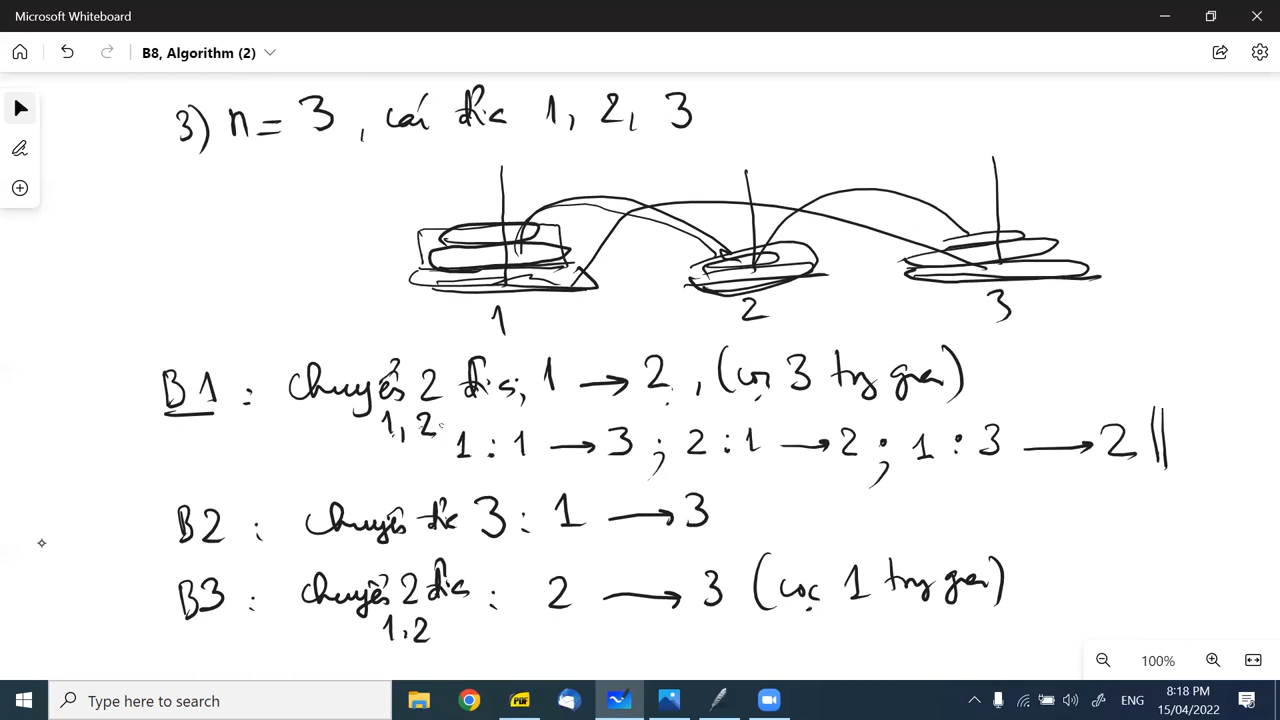 Microsoft Whiteboard
B8, Algorithm (2)
3) n = 3, cái đĩa 1, 2, 3
1 2 3
B1 : chuyển 2 đĩa, 1 → 2, (cọc 3 try gian)
1, 2
1 : 1 → 3 ; 2 : 1 → 2 ; 1 : 3 → 2 ||
B2 : chuyển đĩa 3 : 1 → 3
B3 : chuyển 2 đĩa : 2 → 3 (cọc 1 try gian)
1, 2
100%
Type here to search
PDF
ENG
8:18 PM
15/04/2022